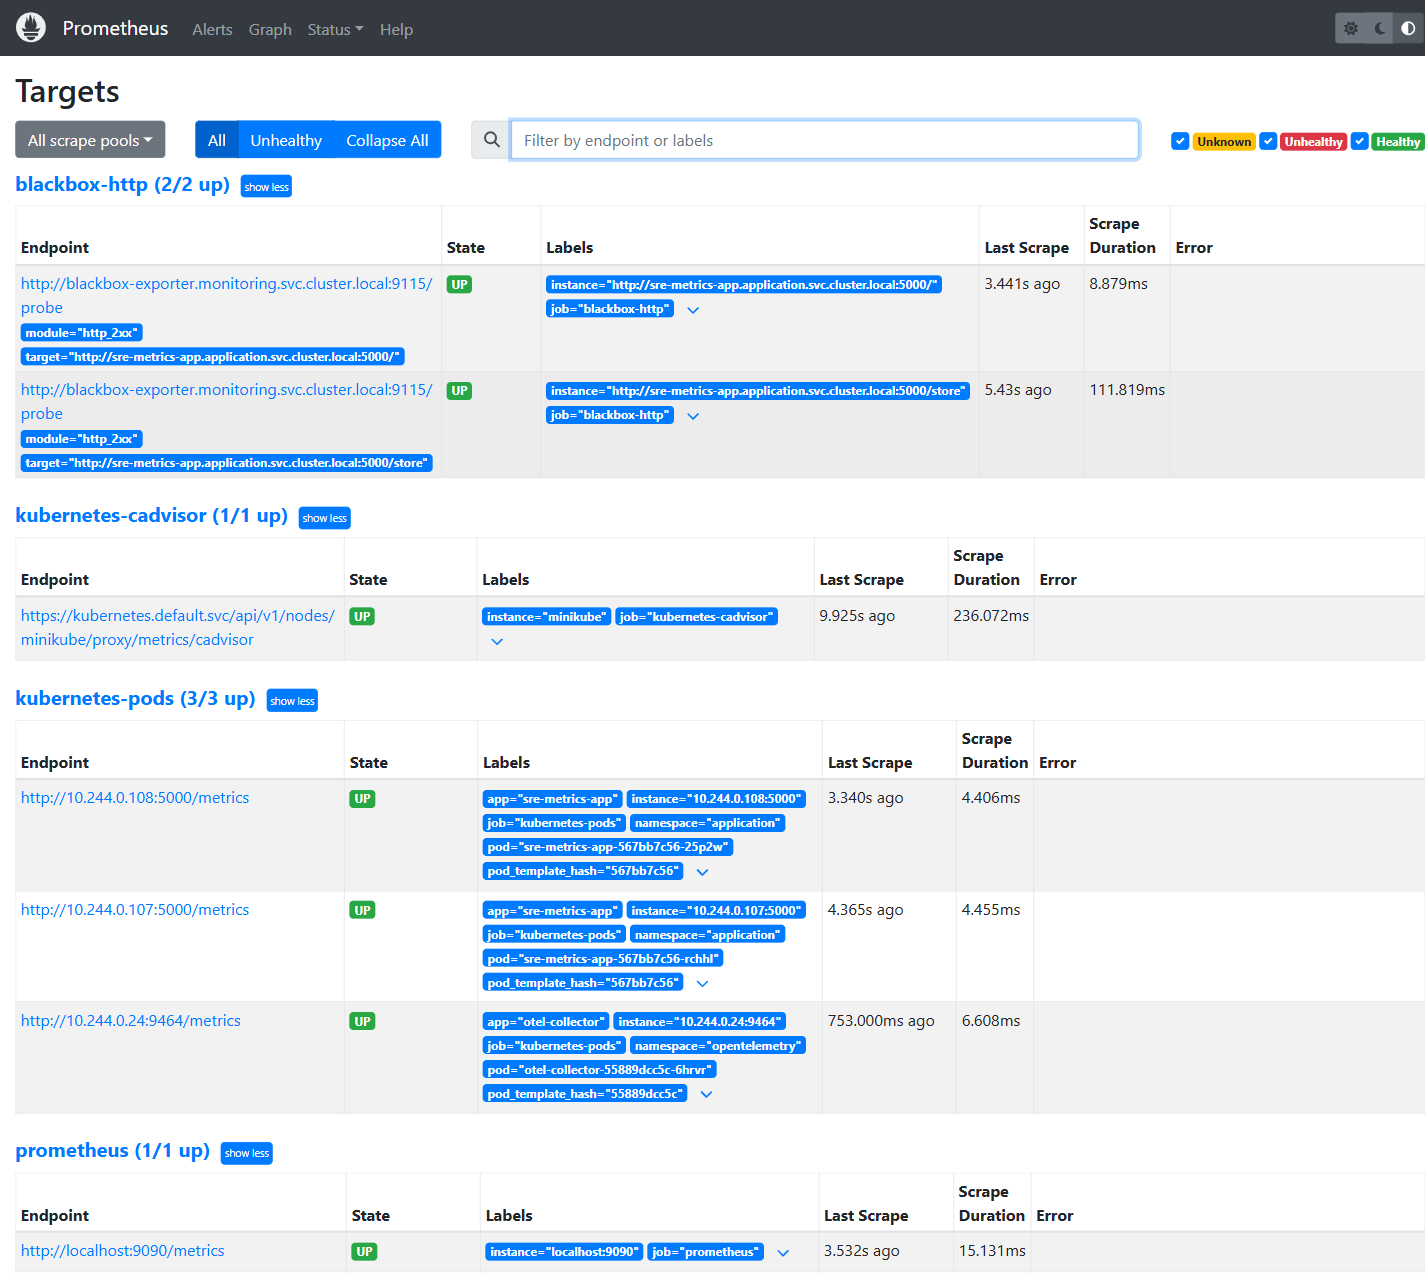 Prometheus Alerts Graph Status Help
Targets
All scrape pools All Unhealthy Collapse All Filter by endpoint or labels Unknown Unhealthy Healthy
blackbox-http (2/2 up) show less
Endpoint State Labels Last Scrape Scrape Duration Error
http://blackbox-exporter.monitoring.svc.cluster.local:9115/ UP instance="http://sre-metrics-app.application.svc.cluster.local:5000/" 3.441s ago 8.879ms
probe job="blackbox-http"
module="http_2xx"
target="http://sre-metrics-app.application.svc.cluster.local:5000/"
http://blackbox-exporter.monitoring.svc.cluster.local:9115/ UP instance="http://sre-metrics-app.application.svc.cluster.local:5000/store" 5.43s ago 111.819ms
probe job="blackbox-http"
module="http_2xx"
target="http://sre-metrics-app.application.svc.cluster.local:5000/store"
kubernetes-cadvisor (1/1 up) show less
Endpoint State Labels Last Scrape Scrape Duration Error
https://kubernetes.default.svc/api/v1/nodes/ UP instance="minikube" job="kubernetes-cadvisor" 9.925s ago 236.072ms
minikube/proxy/metrics/cadvisor
kubernetes-pods (3/3 up) show less
Endpoint State Labels Last Scrape Scrape Duration Error
http://10.244.0.108:5000/metrics UP app="sre-metrics-app" instance="10.244.0.108:5000" 3.340s ago 4.406ms
job="kubernetes-pods" namespace="application"
pod="sre-metrics-app-567bb7c56-25p2w"
pod_template_hash="567bb7c56"
http://10.244.0.107:5000/metrics UP app="sre-metrics-app" instance="10.244.0.107:5000" 4.365s ago 4.455ms
job="kubernetes-pods" namespace="application"
pod="sre-metrics-app-567bb7c56-rchhl"
pod_template_hash="567bb7c56"
http://10.244.0.24:9464/metrics UP app="otel-collector" instance="10.244.0.24:9464" 753.000ms ago 6.608ms
job="kubernetes-pods" namespace="opentelemetry"
pod="otel-collector-55889dcc5c-6hrvr"
pod_template_hash="55889dcc5c"
prometheus (1/1 up) show less
Endpoint State Labels Last Scrape Scrape Duration Error
http://localhost:9090/metrics UP instance="localhost:9090" job="prometheus" 3.532s ago 15.131ms